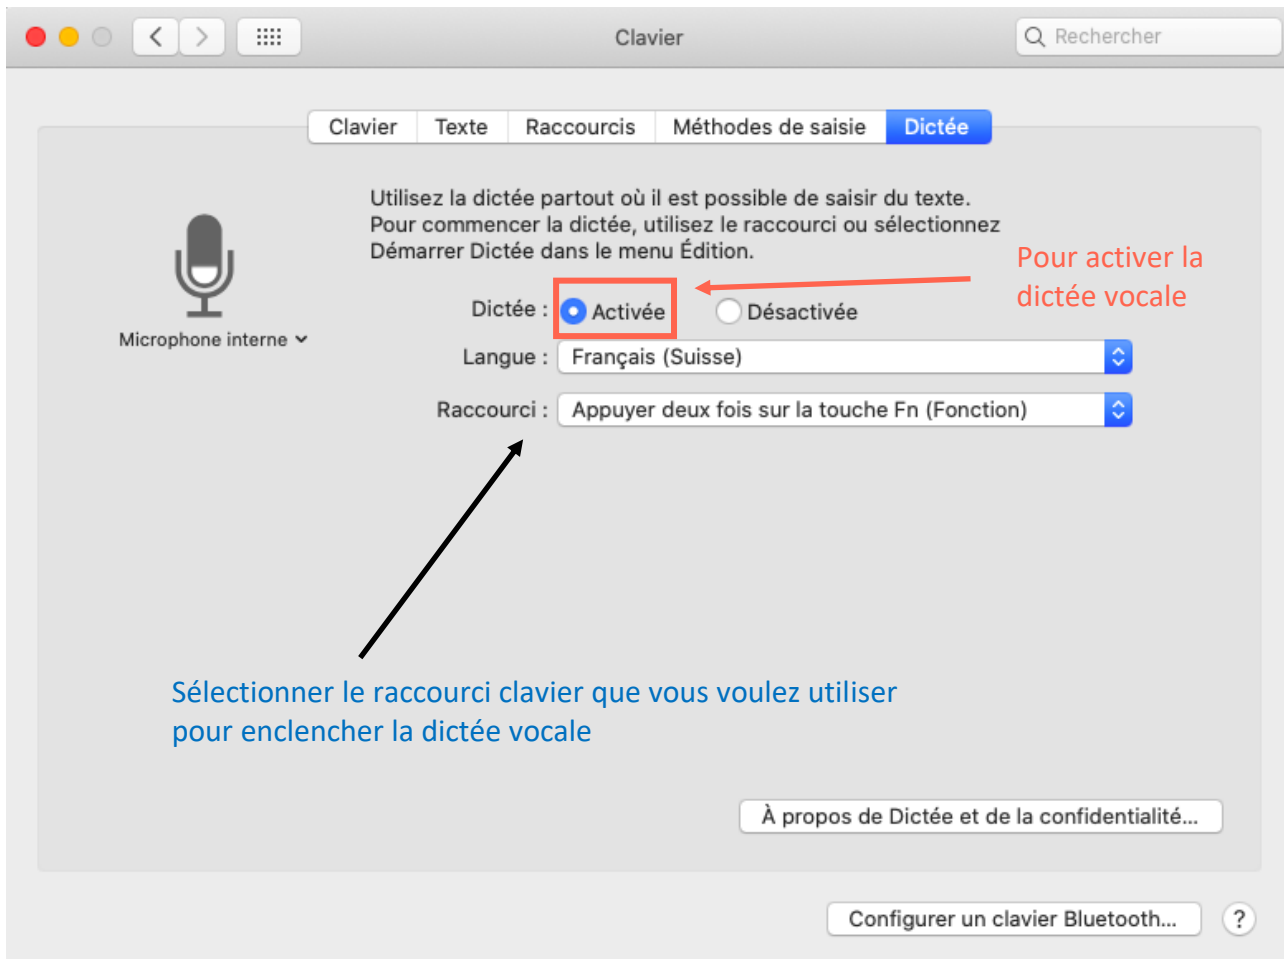 Clavier
Rechercher
Clavier Texte Raccourcis Méthodes de saisie Dictée
Utilisez la dictée partout où il est possible de saisir du texte.
Pour commencer la dictée, utilisez le raccourci ou sélectionnez
Démarrer Dictée dans le menu Édition.
Pour activer la
dictée vocale
Dictée : Activée Désactivée
Microphone interne
Langue : Français (Suisse)
Raccourci : Appuyer deux fois sur la touche Fn (Fonction)
Sélectionner le raccourci clavier que vous voulez utiliser
pour enclencher la dictée vocale
À propos de Dictée et de la confidentialité...
Configurer un clavier Bluetooth... ?